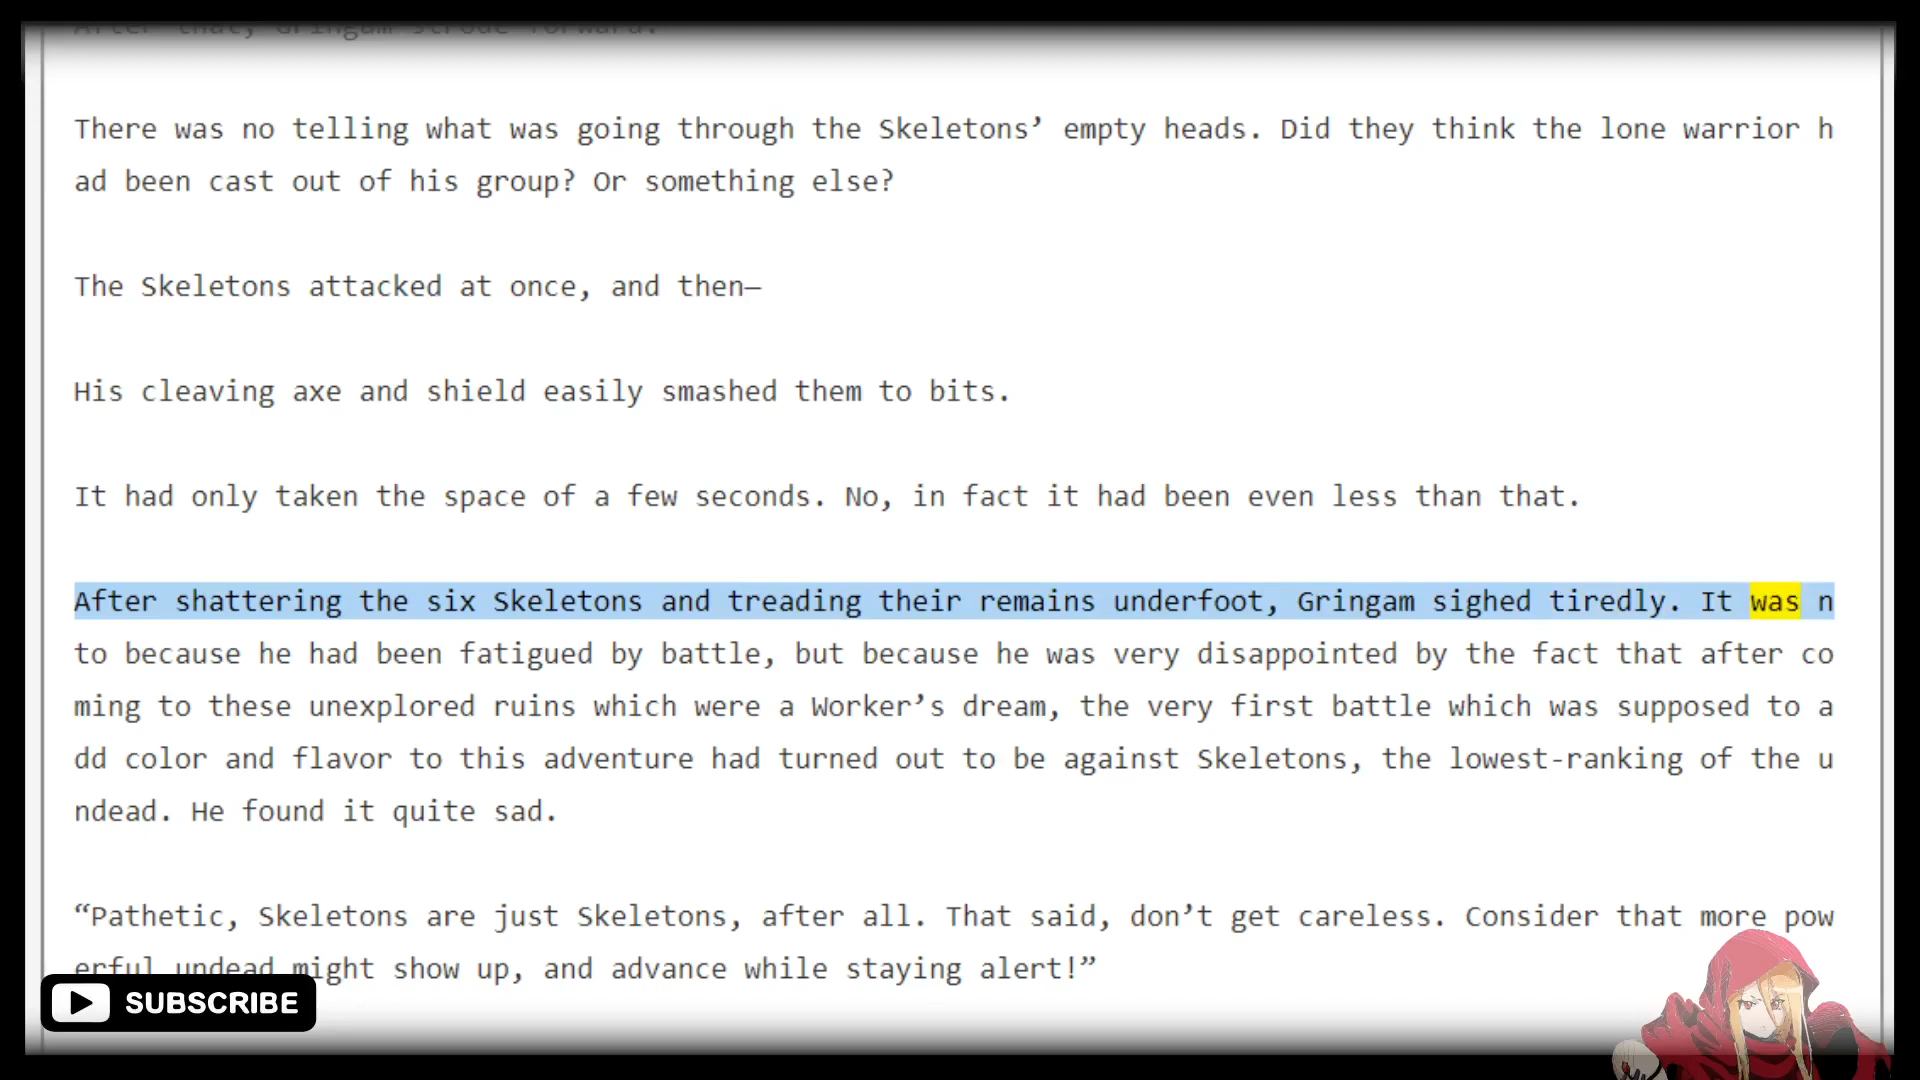 After that, Gringam strode forward.
There was no telling what was going through the Skeletons’ empty heads. Did they think the lone warrior h
ad been cast out of his group? Or something else?
The Skeletons attacked at once, and then—
His cleaving axe and shield easily smashed them to bits.
It had only taken the space of a few seconds. No, in fact it had been even less than that.
After shattering the six Skeletons and treading their remains underfoot, Gringam sighed tiredly. It was n
to because he had been fatigued by battle, but because he was very disappointed by the fact that after co
ming to these unexplored ruins which were a Worker’s dream, the very first battle which was supposed to a
dd color and flavor to this adventure had turned out to be against Skeletons, the lowest-ranking of the u
ndead. He found it quite sad.
“Pathetic, Skeletons are just Skeletons, after all. That said, don’t get careless. Consider that more pow
erful undead might show up, and advance while staying alert!”
SUBSCRIBE